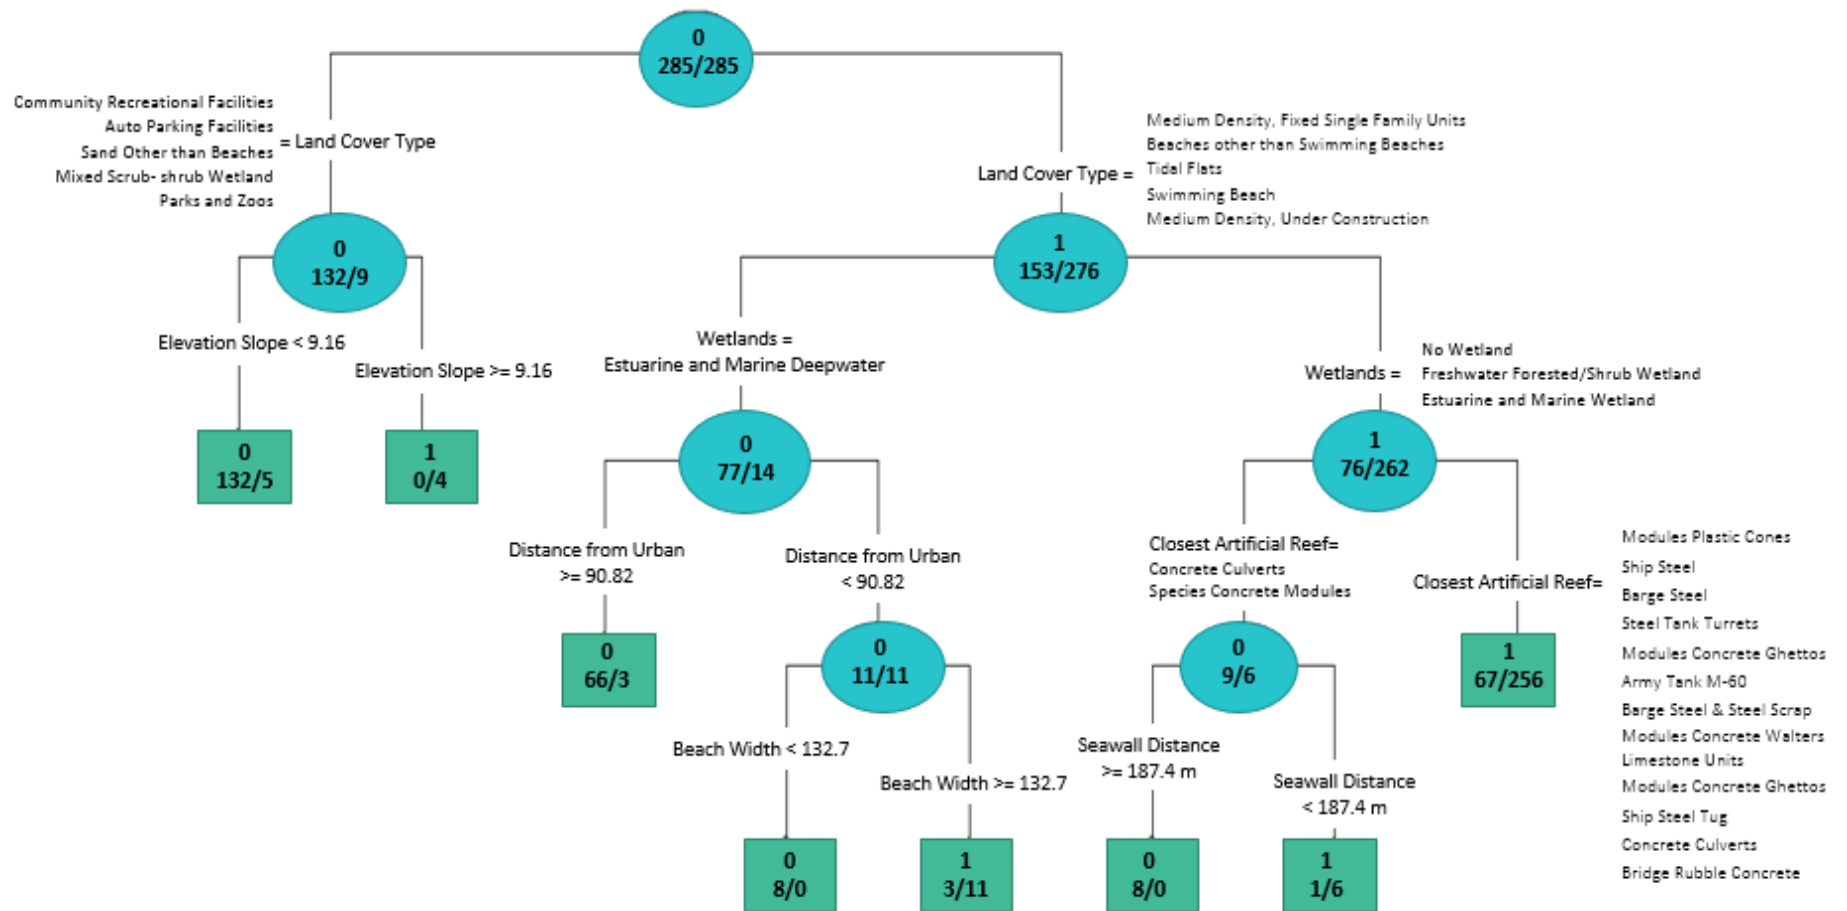 0
285/285
Community Recreational Facilities
Auto Parking Facilities
Sand Other than Beaches
Mixed Scrub- shrub Wetland
Parks and Zoos
= Land Cover Type
Land Cover Type =
Medium Density, Fixed Single Family Units
Beaches other than Swimming Beaches
Tidal Flats
Swimming Beach
Medium Density, Under Construction
0
132/9
1
153/276
Elevation Slope < 9.16
Elevation Slope >= 9.16
Wetlands =
Estuarine and Marine Deepwater
Wetlands =
No Wetland
Freshwater Forested/Shrub Wetland
Estuarine and Marine Wetland
0
132/5
1
0/4
0
77/14
1
76/262
Distance from Urban
>= 90.82
Distance from Urban
< 90.82
Closest Artificial Reef=
Concrete Culverts
Species Concrete Modules
Closest Artificial Reef=
Modules Plastic Cones
Ship Steel
Barge Steel
Steel Tank Turrets
Modules Concrete Ghettos
Army Tank M-60
Barge Steel & Steel Scrap
Modules Concrete Walters
Limestone Units
Modules Concrete Ghettos
Ship Steel Tug
Concrete Culverts
Bridge Rubble Concrete
0
66/3
0
11/11
0
9/6
1
67/256
Beach Width < 132.7
Beach Width >= 132.7
Seawall Distance
>= 187.4 m
Seawall Distance
< 187.4 m
0
8/0
1
3/11
0
8/0
1
1/6